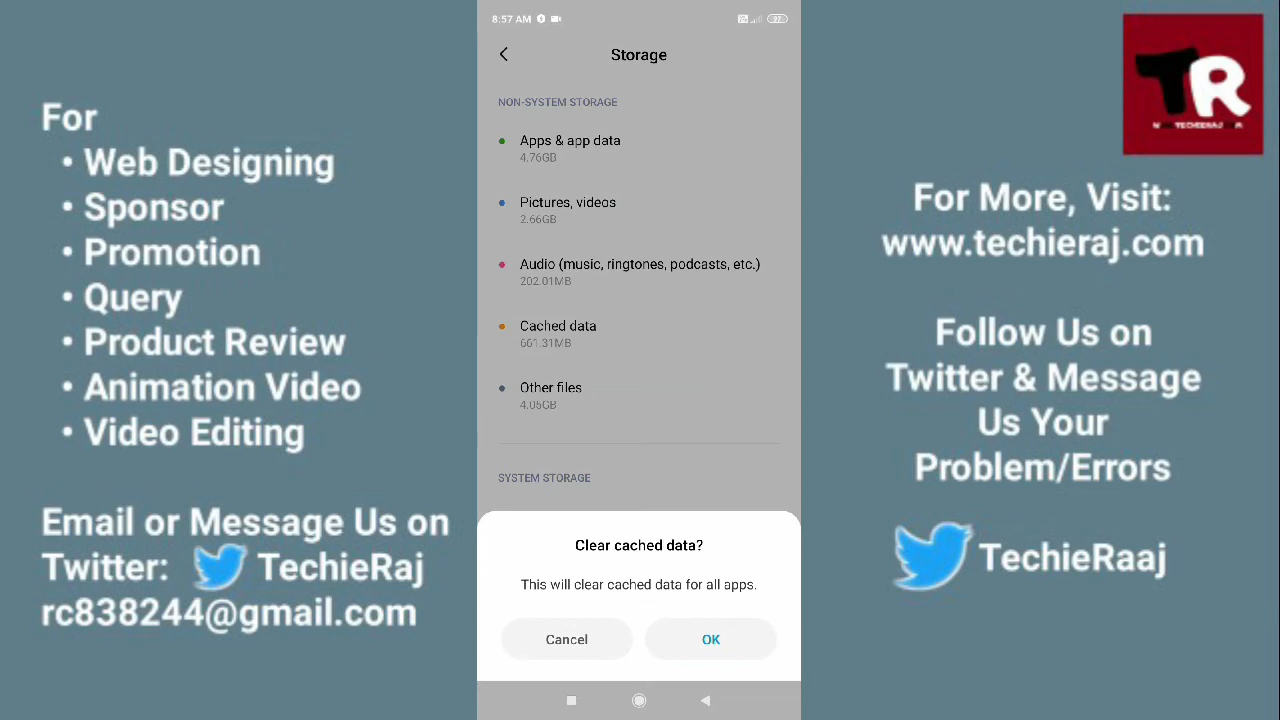 For
• Web Designing
• Sponsor
• Promotion
• Query
• Product Review
• Animation Video
• Video Editing
Email or Message Us on
Twitter: TechieRaj
rc838244@gmail.com
8:57 AM
97
Storage
NON-SYSTEM STORAGE
Apps & app data
4.76GB
Pictures, videos
2.66GB
Audio (music, ringtones, podcasts, etc.)
202.01MB
Cached data
661.31MB
Other files
4.05GB
SYSTEM STORAGE
Clear cached data?
This will clear cached data for all apps.
Cancel
OK
TR
For More, Visit:
www.techieraj.com
Follow Us on
Twitter & Message
Us Your
Problem/Errors
TechieRaaj